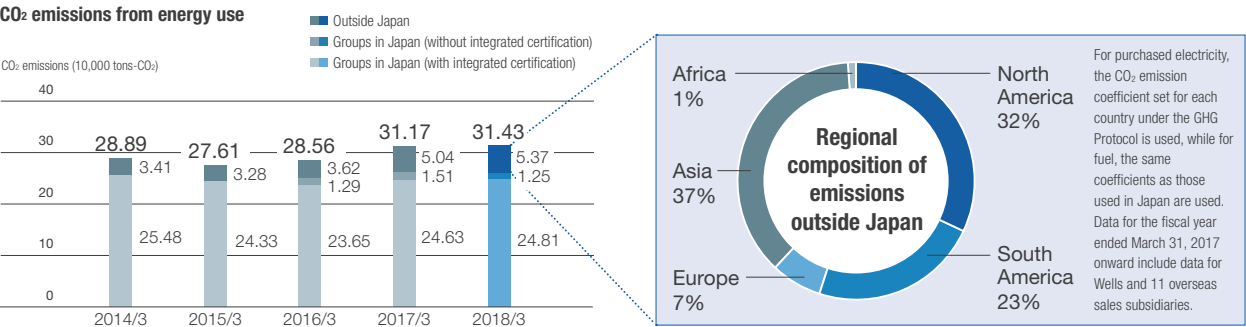 CO₂ emissions from energy use
Outside Japan
Groups in Japan (without integrated certification)
Groups in Japan (with integrated certification)
CO₂ emissions (10,000 tons-CO₂)
40
30
20
10
0
28.89
3.41
25.48
27.61
3.28
24.33
28.56
3.62
1.29
23.65
31.17
5.04
1.51
24.63
31.43
5.37
1.25
24.81
2014/3
2015/3
2016/3
2017/3
2018/3
Regional
composition of
emissions
outside Japan
Africa
1%
Asia
37%
Europe
7%
North
America
32%
South
America
23%
For purchased electricity,
the CO₂ emission
coefficient set for each
country under the GHG
Protocol is used, while for
fuel, the same
coefficients as those
used in Japan are used.
Data for the fiscal year
ended March 31, 2017
onward include data for
Wells and 11 overseas
sales subsidiaries.